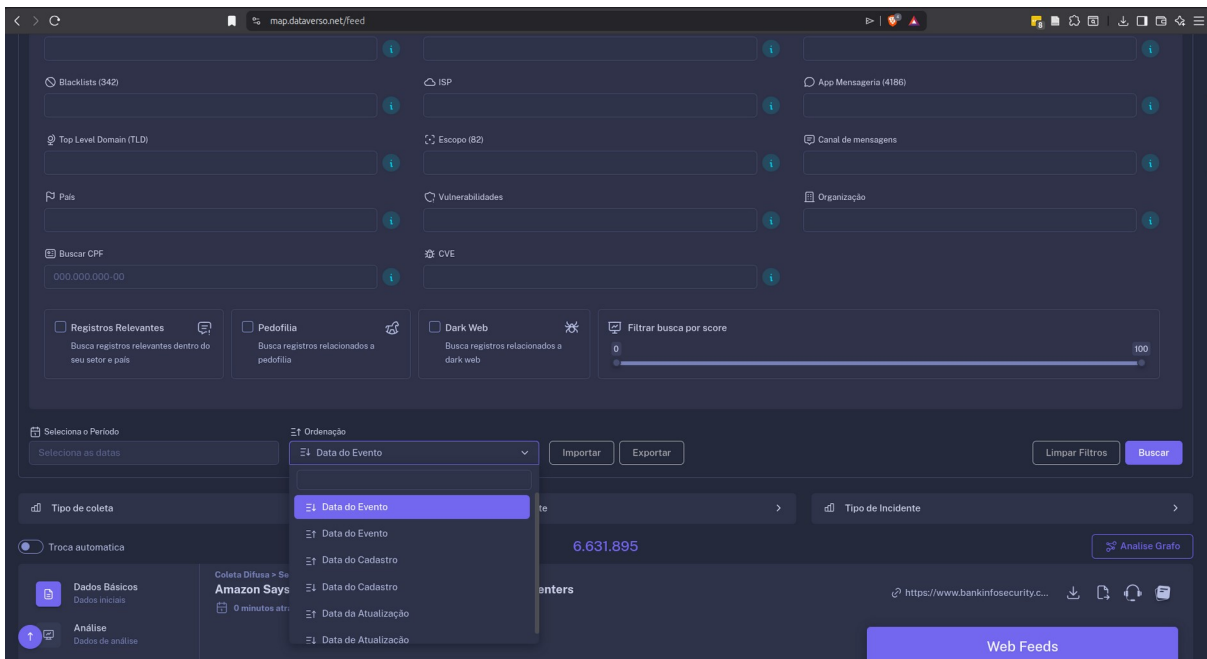 map.dataverso.net/feed
Blacklists (342)
ISP
App Mensageria (4186)
Top Level Domain (TLD)
Escopo (82)
Canal de mensagens
País
Vulnerabilidades
Organização
Buscar CPF
CVE
000.000.000-00
Registros Relevantes
Busca registros relevantes dentro do
seu setor e país
Pedofilia
Busca registros relacionados a
pedofilia
Dark Web
Busca registros relacionados a
dark web
Filtrar busca por score
0
100
Seleciona o Período
Ordenação
Seleciona as datas
Data do Evento
Importar
Exportar
Limpar Filtros
Buscar
Data do Evento
Data do Evento
Data do Cadastro
Data do Cadastro
Data da Atualização
Data de Atualização
Tipo de coleta
te
Tipo de Incidente
Troca automatica
6.631.895
Analise Grafo
Dados Básicos
Dados iniciais
Análise
Dados de análise
Coleta Difusa > Se
Amazon Says
enters
0 minutos atr
https://www.bankinfosecurity.c...
Web Feeds